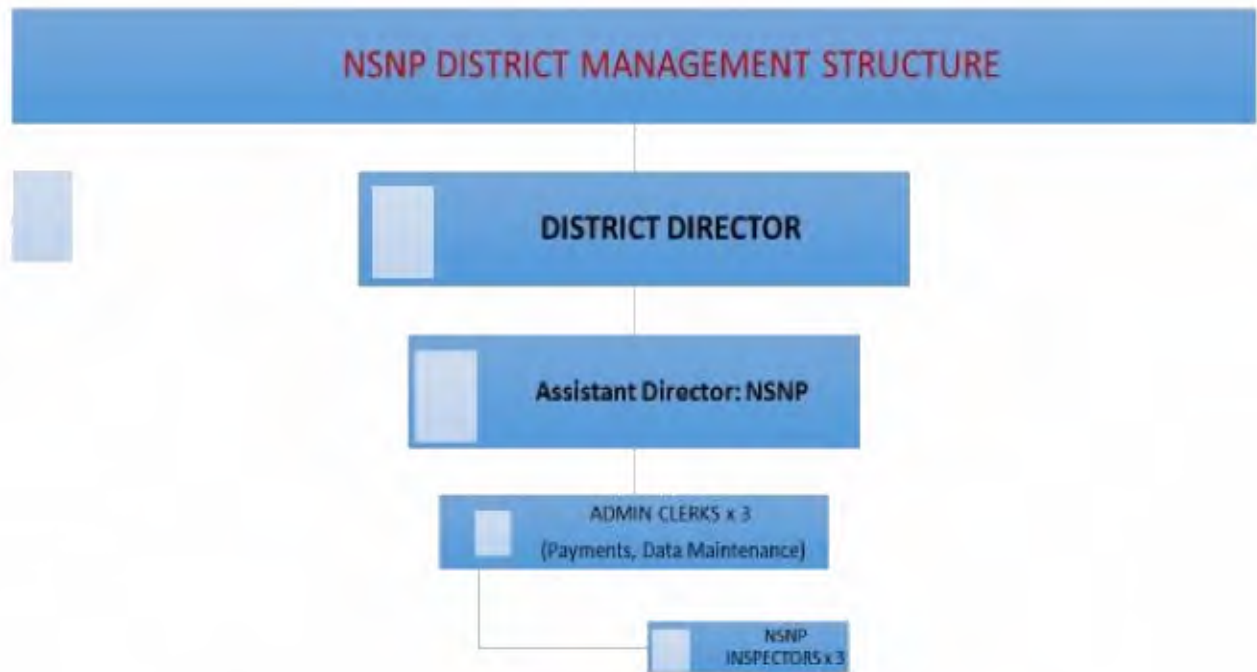 NSNP DISTRICT MANAGEMENT STRUCTURE
DISTRICT DIRECTOR
Assistant Director: NSNP
ADMIN CLERKS x 3
(Payments, Data Maintenance)
NSNP
INSPECTORS x 3